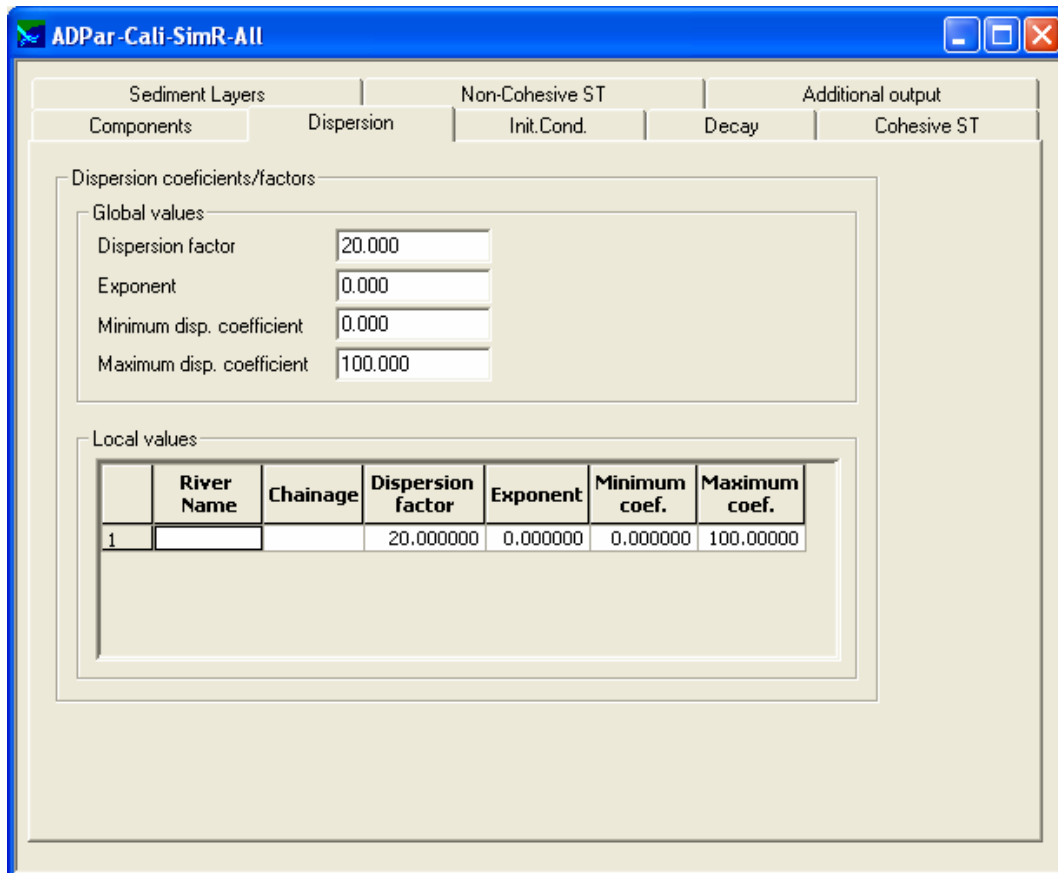 ADPar-Cali-SimR-All
Sediment Layers Non-Cohesive ST Additional output
Components Dispersion Init.Cond. Decay Cohesive ST
Dispersion coeficients/factors
Global values
Dispersion factor 20.000
Exponent 0.000
Minimum disp. coefficient 0.000
Maximum disp. coefficient 100.000
Local values
River Name Chainage Dispersion factor Exponent Minimum coef. Maximum coef.
1 20.000000 0.000000 0.000000 100.00000